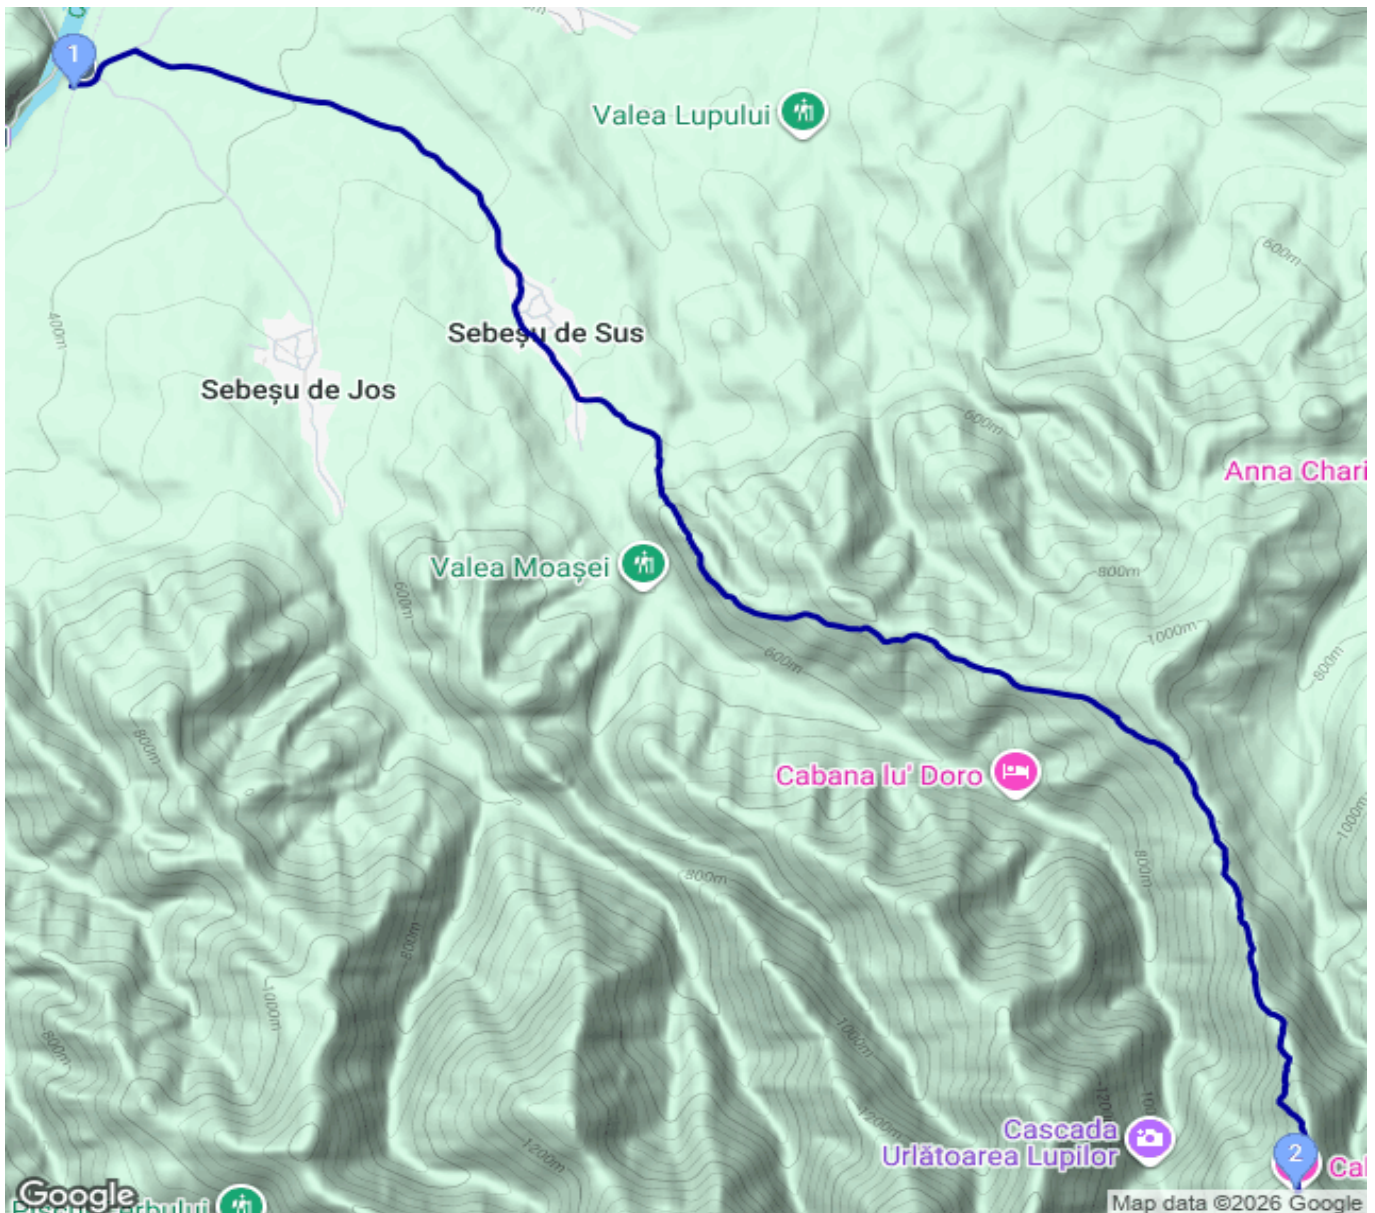 1
Valea Lupului
600m
400m
Sebeșu de Sus
Sebeșu de Jos
600m
Anna Chari
Valea Moașei
800m
600m
1000m
600m
800m
800m
Cabana lu' Doro
1000m
800m
800m
800m
1000m
1000m
800m
1200m
1200m
Cascada
Urlătoarea Lupilor
1200m
2
Cal
Google
Map data ©2026 Google